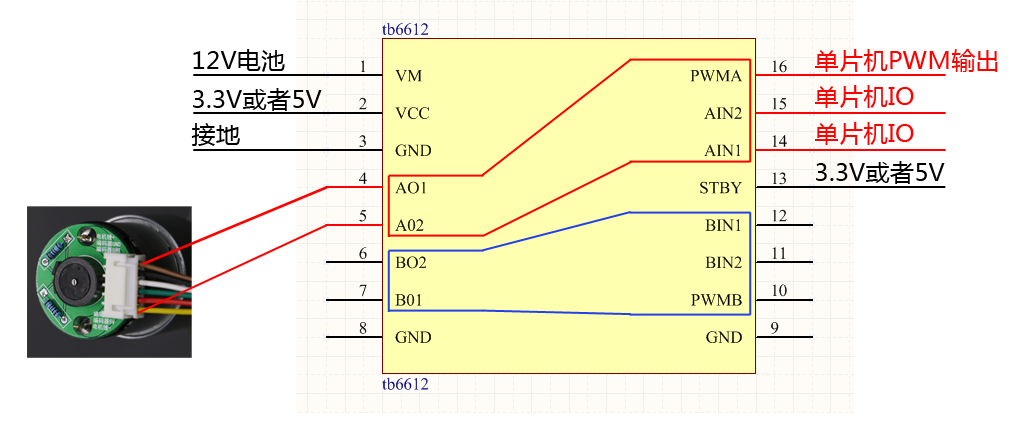 tb6612
12V电池
1
VM
PWMA
16
单片机PWM输出
3.3V或者5V
2
VCC
AIN2
15
单片机IO
接地
3
GND
AIN1
14
单片机IO
4
AO1
STBY
13
3.3V或者5V
5
A02
BIN1
12
6
BO2
BIN2
11
7
B01
PWMB
10
8
GND
GND
9
tb6612